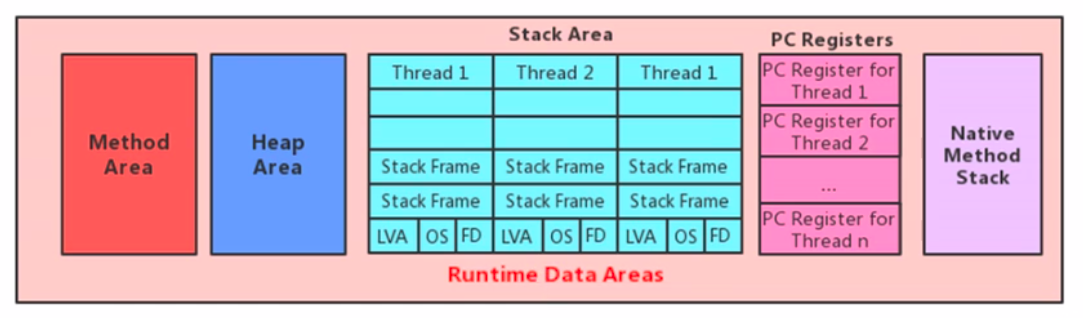 Stack Area
PC Registers
Method
Area
Heap
Area
Thread 1
Thread 2
Thread 1
Stack Frame
Stack Frame
Stack Frame
Stack Frame
Stack Frame
Stack Frame
LVA
OS
FD
LVA
OS
FD
LVA
OS
FD
PC Register for
Thread 1
PC Register for
Thread 2
...
PC Register for
Thread n
Native
Method
Stack
Runtime Data Areas